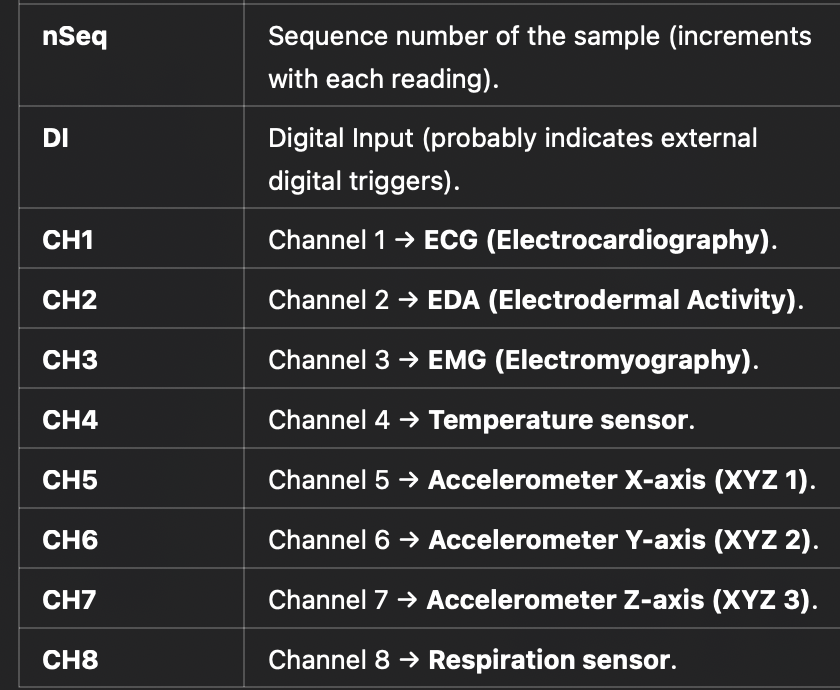 nSeq
Sequence number of the sample (increments
with each reading).
DI
Digital Input (probably indicates external
digital triggers).
CH1
Channel 1 → ECG (Electrocardiography).
CH2
Channel 2 → EDA (Electrodermal Activity).
CH3
Channel 3 → EMG (Electromyography).
CH4
Channel 4 → Temperature sensor.
CH5
Channel 5 → Accelerometer X-axis (XYZ 1).
CH6
Channel 6 → Accelerometer Y-axis (XYZ 2).
CH7
Channel 7 → Accelerometer Z-axis (XYZ 3).
CH8
Channel 8 → Respiration sensor.